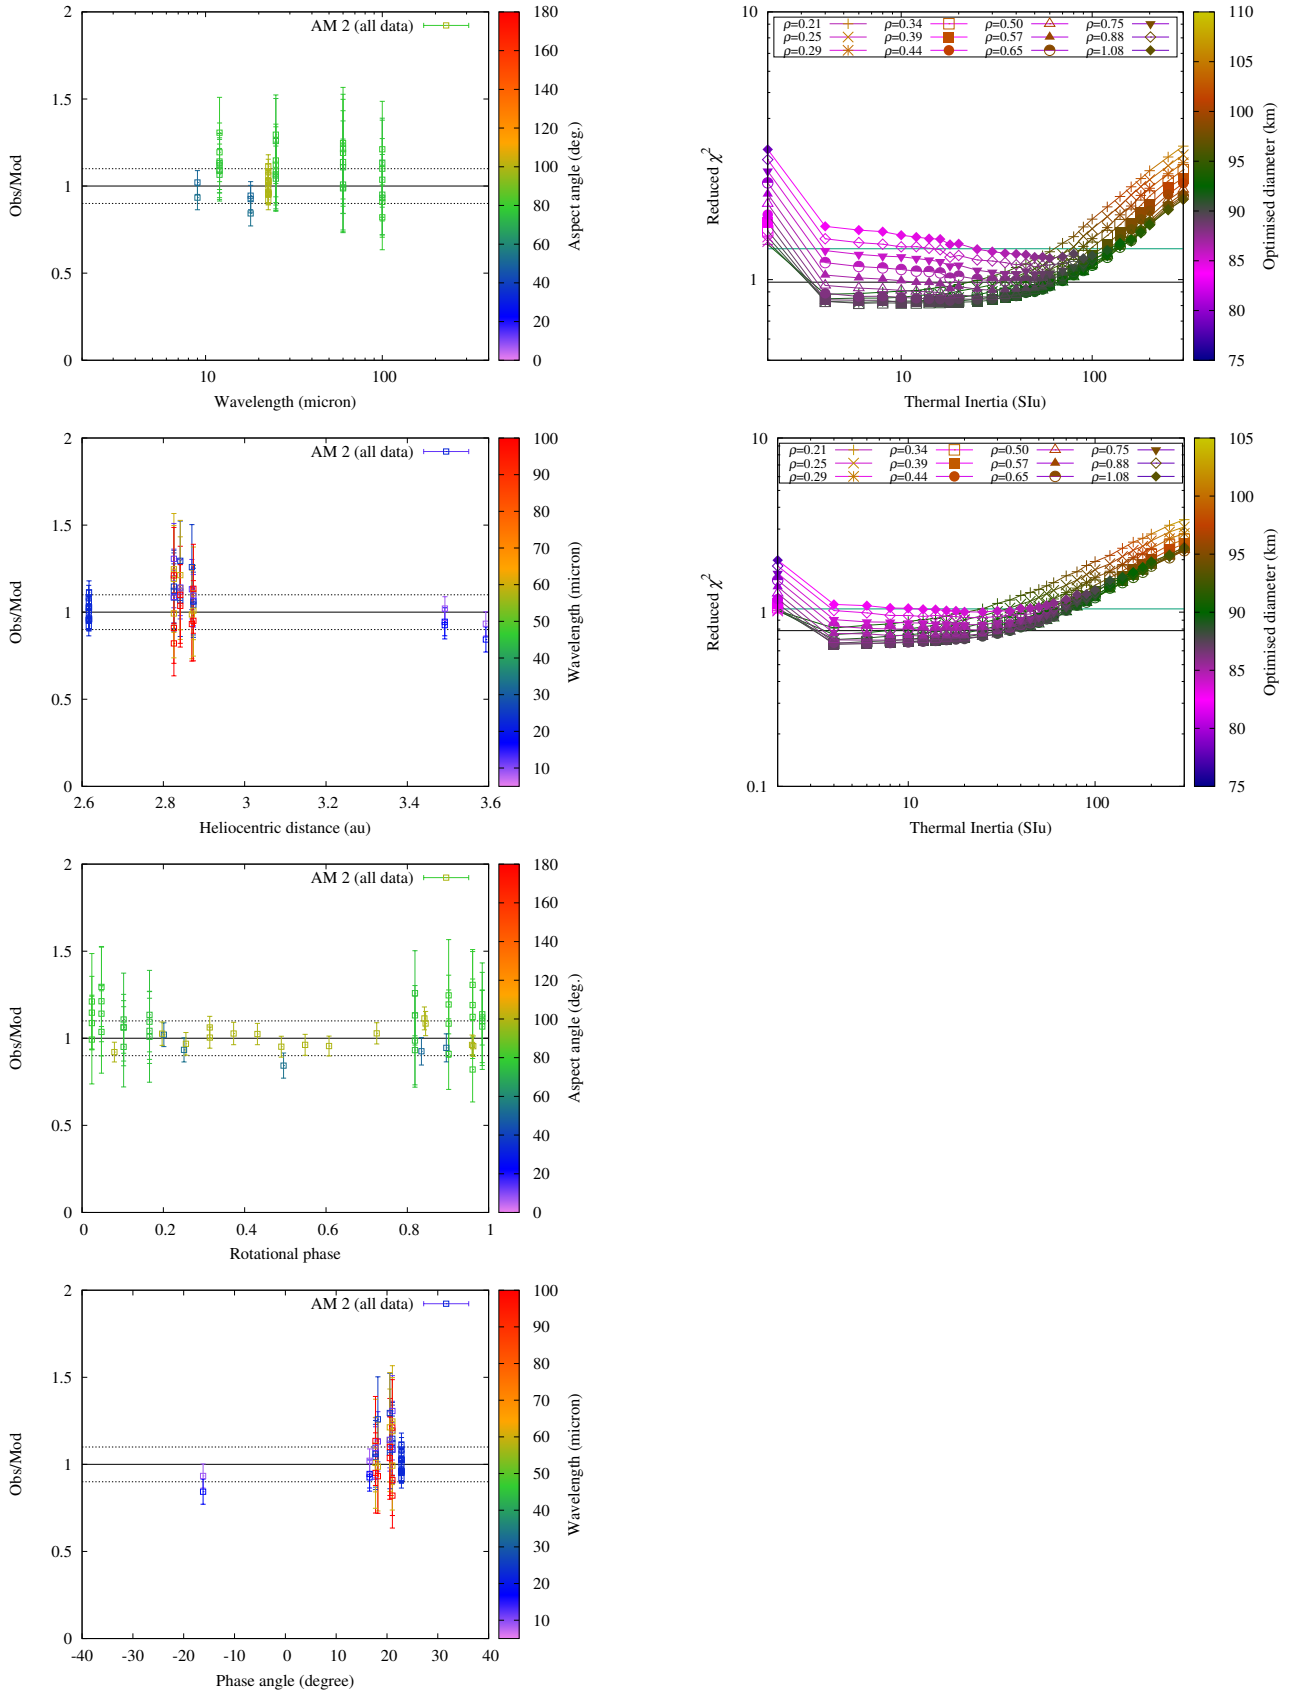 AM 2 (all data)
Obs/Mod
0
0.5
1
1.5
2
10
100
Wavelength (micron)
0
20
40
60
80
100
120
140
160
180
Aspect angle (deg.)
ρ=0.21
ρ=0.25
ρ=0.29
ρ=0.34
ρ=0.39
ρ=0.44
ρ=0.50
ρ=0.57
ρ=0.65
ρ=0.75
ρ=0.88
ρ=1.08
Reduced χ²
1
10
10
100
Thermal Inertia (SIu)
75
80
85
90
95
100
105
110
Optimised diameter (km)
AM 2 (all data)
Obs/Mod
0
0.5
1
1.5
2
2.6
2.8
3
3.2
3.4
3.6
Heliocentric distance (au)
10
20
30
40
50
60
70
80
90
100
Wavelength (micron)
ρ=0.21
ρ=0.25
ρ=0.29
ρ=0.34
ρ=0.39
ρ=0.44
ρ=0.50
ρ=0.57
ρ=0.65
ρ=0.75
ρ=0.88
ρ=1.08
Reduced χ²
0.1
1
10
10
100
Thermal Inertia (SIu)
75
80
85
90
95
100
105
Optimised diameter (km)
AM 2 (all data)
Obs/Mod
0
0.5
1
1.5
2
0
0.2
0.4
0.6
0.8
1
Rotational phase
0
20
40
60
80
100
120
140
160
180
Aspect angle (deg.)
AM 2 (all data)
Obs/Mod
0
0.5
1
1.5
2
-40
-30
-20
-10
0
10
20
30
40
Phase angle (degree)
10
20
30
40
50
60
70
80
90
100
Wavelength (micron)